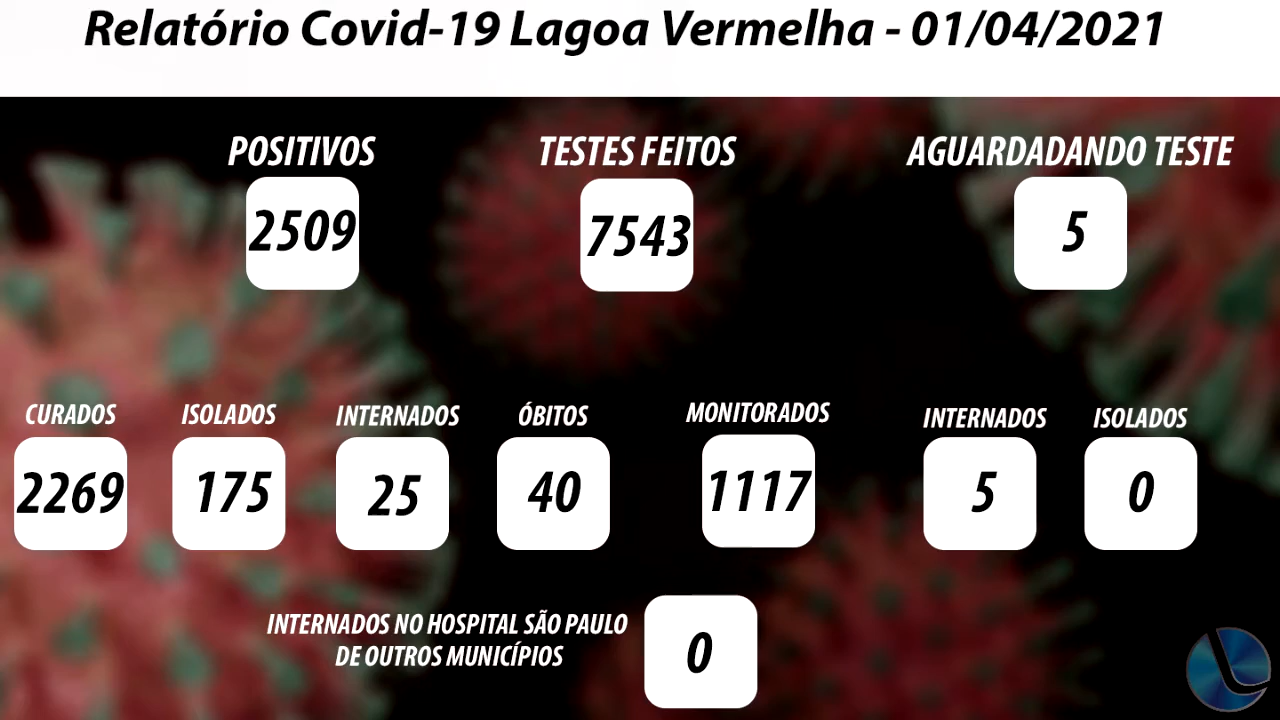 Relatório Covid-19 Lagoa Vermelha - 01/04/2021
POSITIVOS
2509
TESTES FEITOS
7543
AGUARDADANDO TESTE
5
CURADOS
2269
ISOLADOS
175
INTERNADOS
25
ÓBITOS
40
MONITORADOS
1117
INTERNADOS
5
ISOLADOS
0
INTERNADOS NO HOSPITAL SÃO PAULO
DE OUTROS MUNICÍPIOS
0